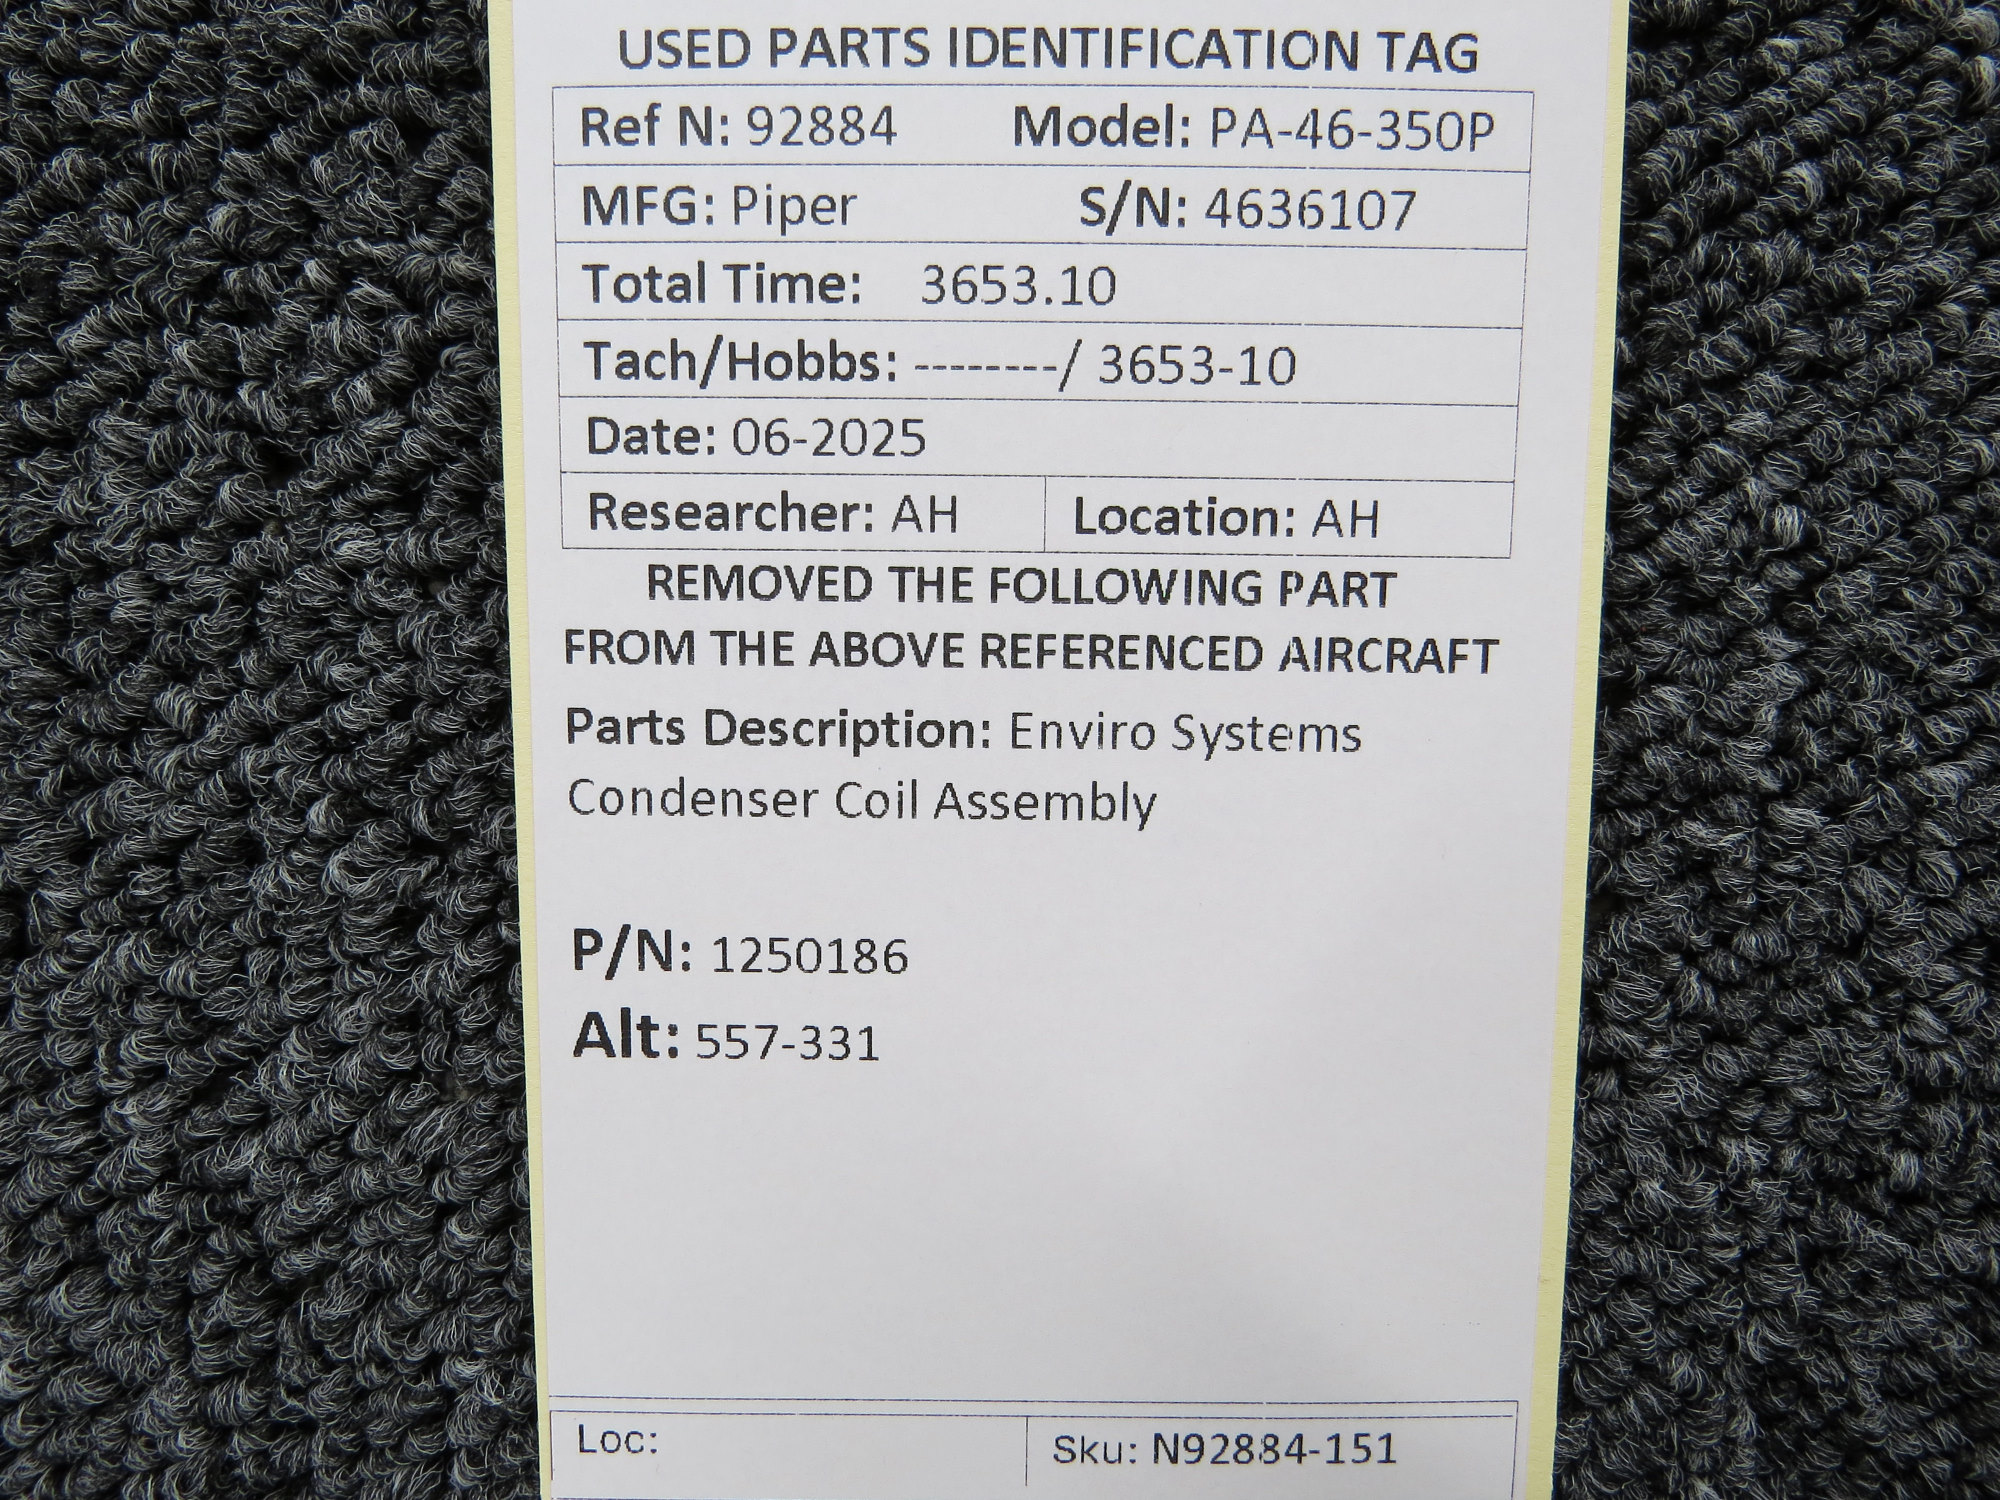 USED PARTS IDENTIFICATION TAG
Ref N: 92884 Model: PA-46-350P
MFG: Piper S/N: 4636107
Total Time: 3653.10
Tach/Hobbs: --------/ 3653-10
Date: 06-2025
Researcher: AH Location: AH
REMOVED THE FOLLOWING PART
FROM THE ABOVE REFERENCED AIRCRAFT
Parts Description: Enviro Systems
Condenser Coil Assembly
P/N: 1250186
Alt: 557-331
Loc: Sku: N92884-151